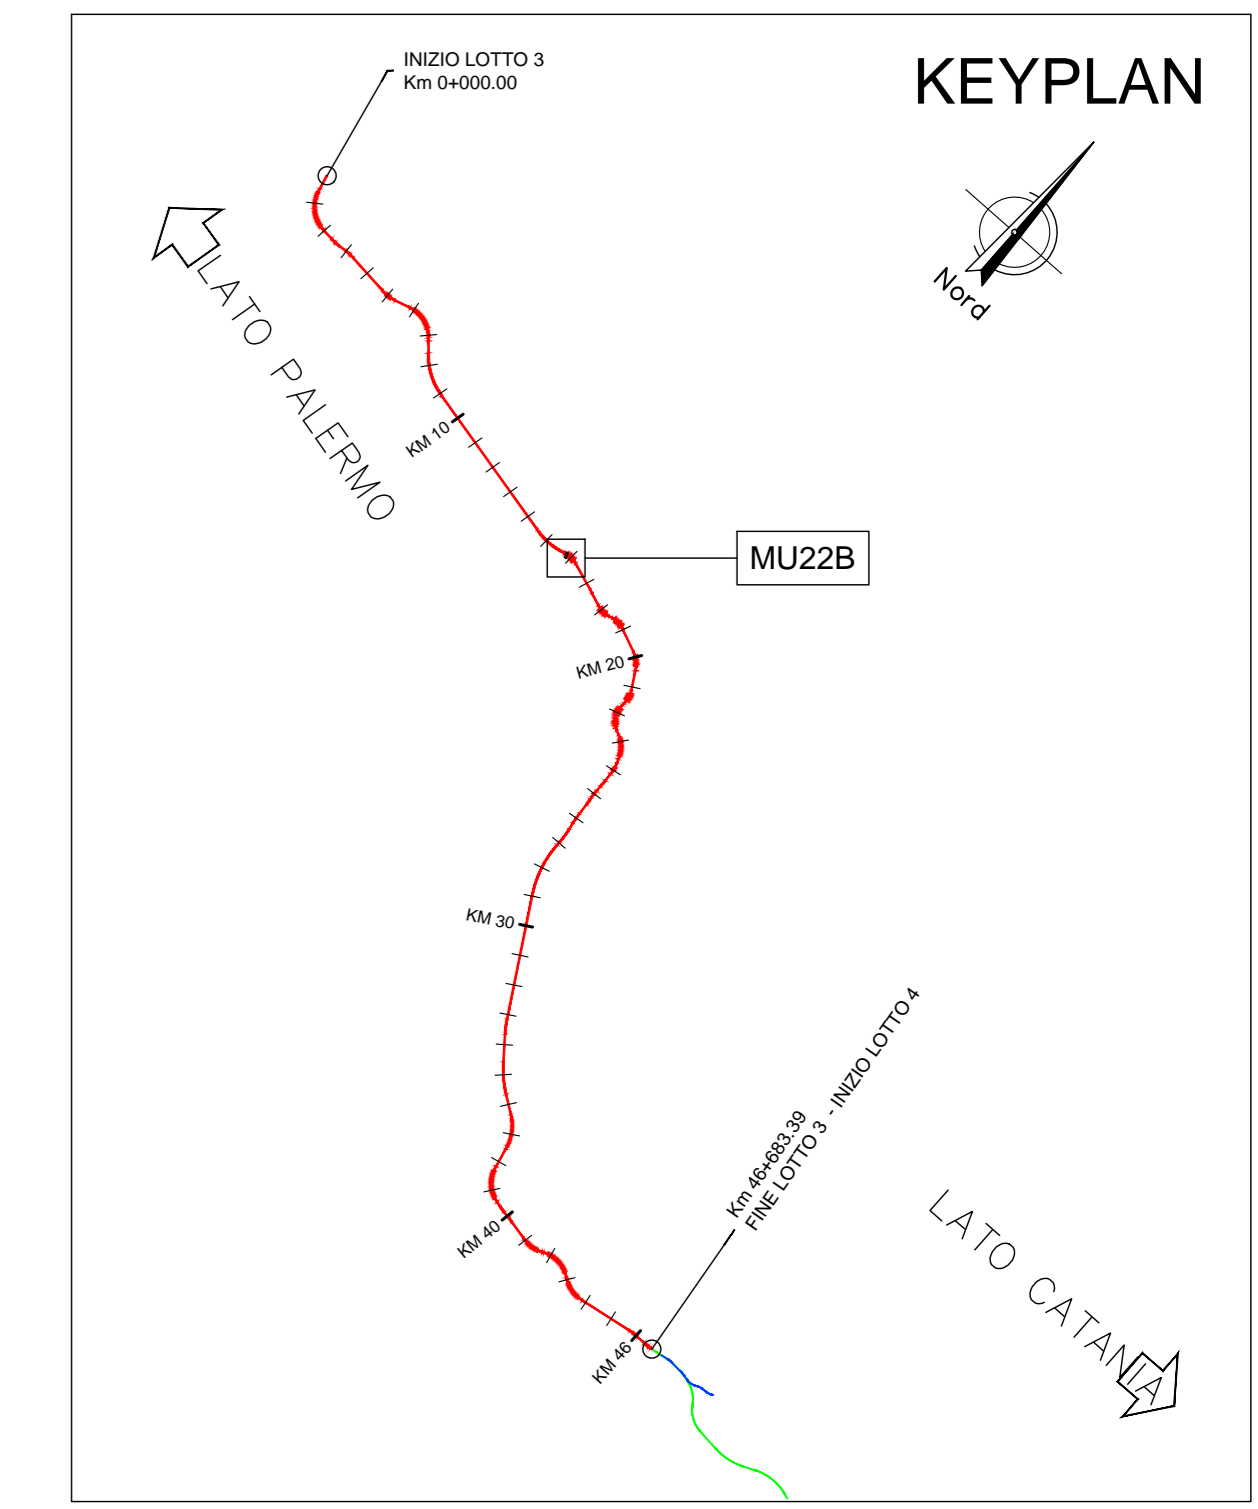 INIZIO LOTTO 3
Km 0+000.00
KEYPLAN
Nord
LATO PALERMO
KM 10
MU22B
KM 20
KM 30
Km 46+683.39
FINE LOTTO 3 - INIZIO LOTTO 4
KM 40
LATO CATANIA
KM 46